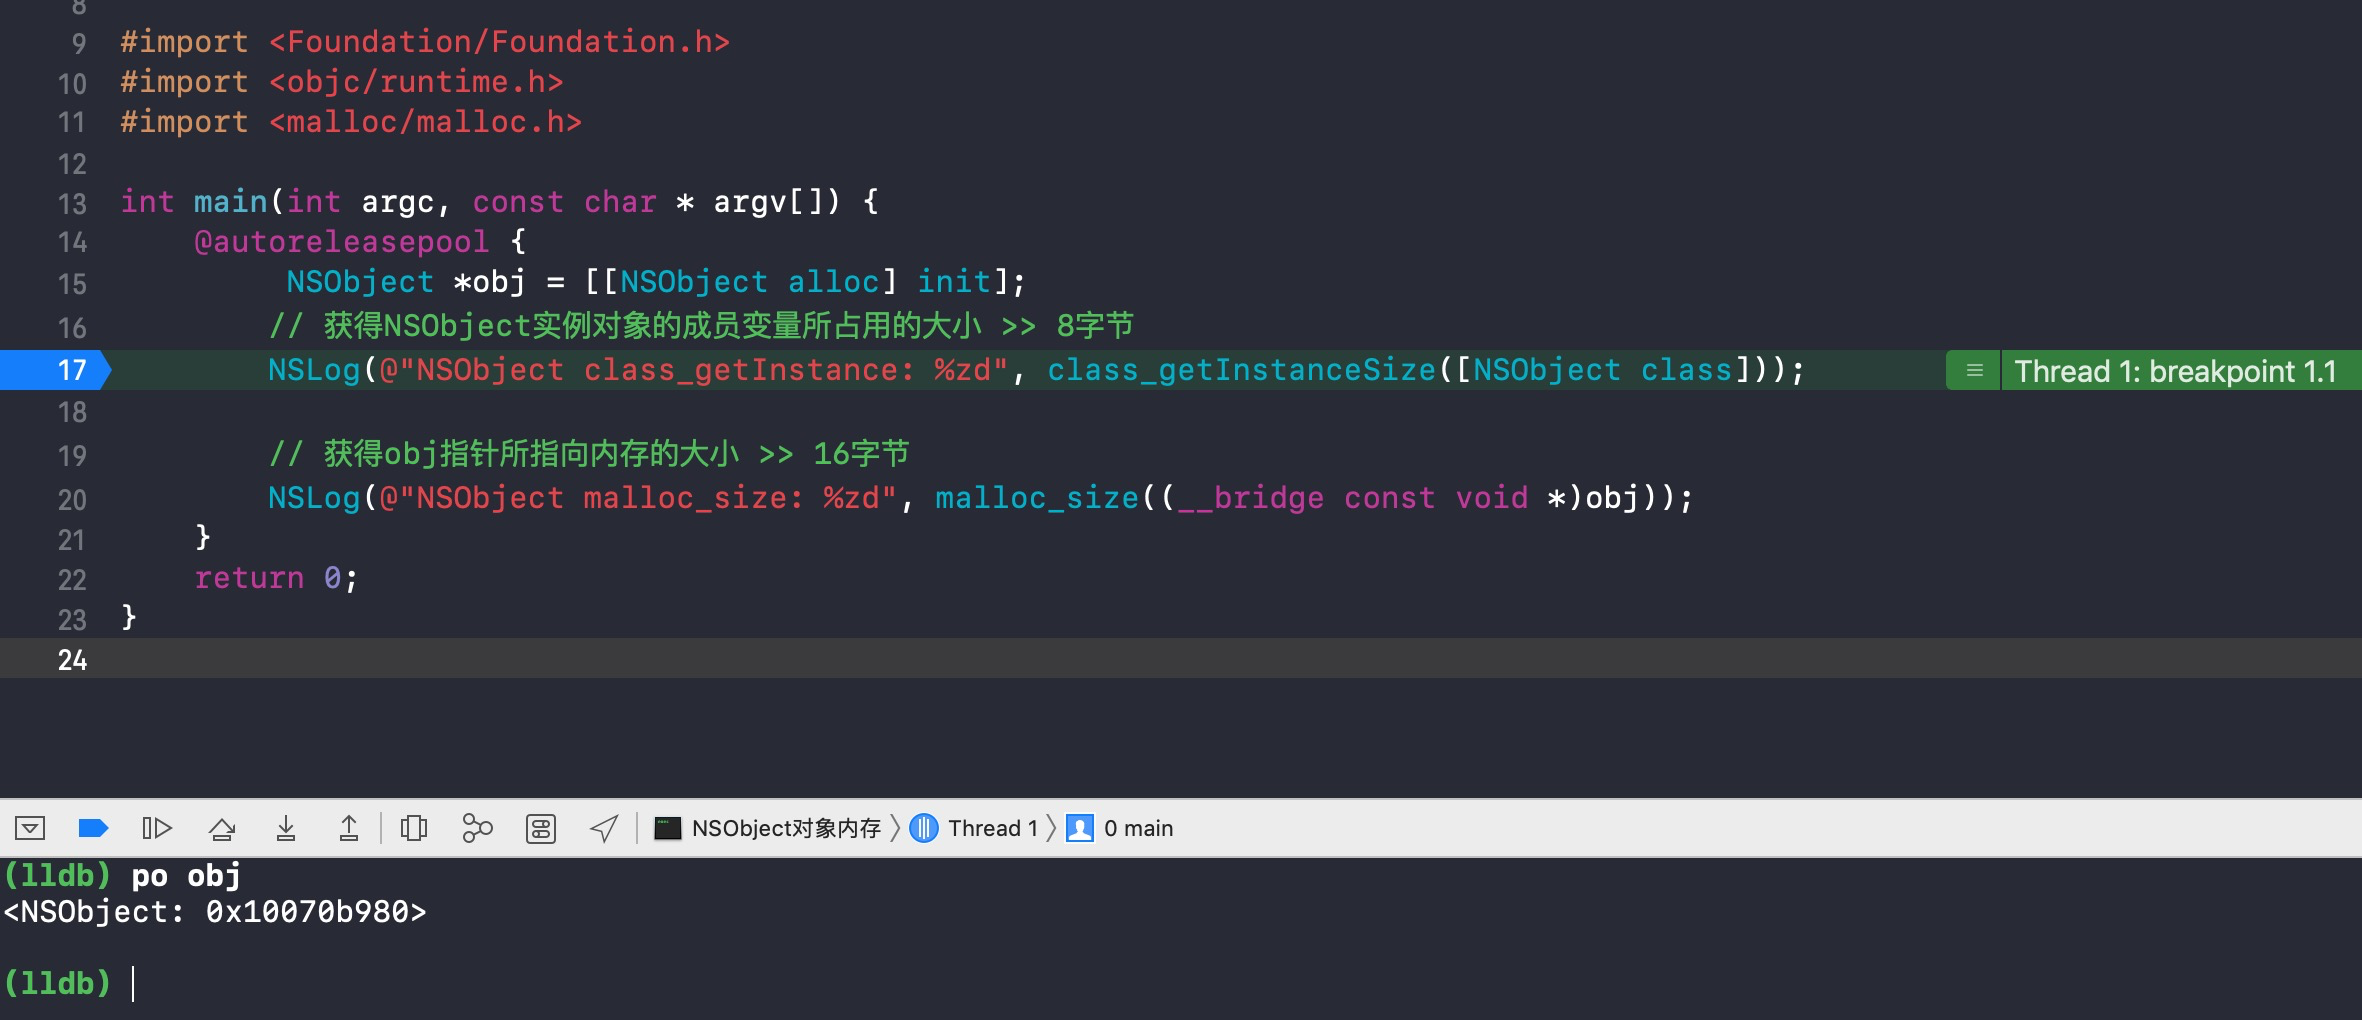 8
9 #import <Foundation/Foundation.h>
10 #import <objc/runtime.h>
11 #import <malloc/malloc.h>
12
13 int main(int argc, const char * argv[]) {
14     @autoreleasepool {
15          NSObject *obj = [[NSObject alloc] init];
16         // 获得NSObject实例对象的成员变量所占用的大小 >> 8字节
17         NSLog(@"NSObject class_getInstance: %zd", class_getInstanceSize([NSObject class])); Thread 1: breakpoint 1.1
18
19         // 获得obj指针所指向内存的大小 >> 16字节
20         NSLog(@"NSObject malloc_size: %zd", malloc_size((__bridge const void *)obj));
21     }
22     return 0;
23 }
24
NSObject对象内存 Thread 1 0 main
(lldb) po obj
<NSObject: 0x10070b980>
(lldb)